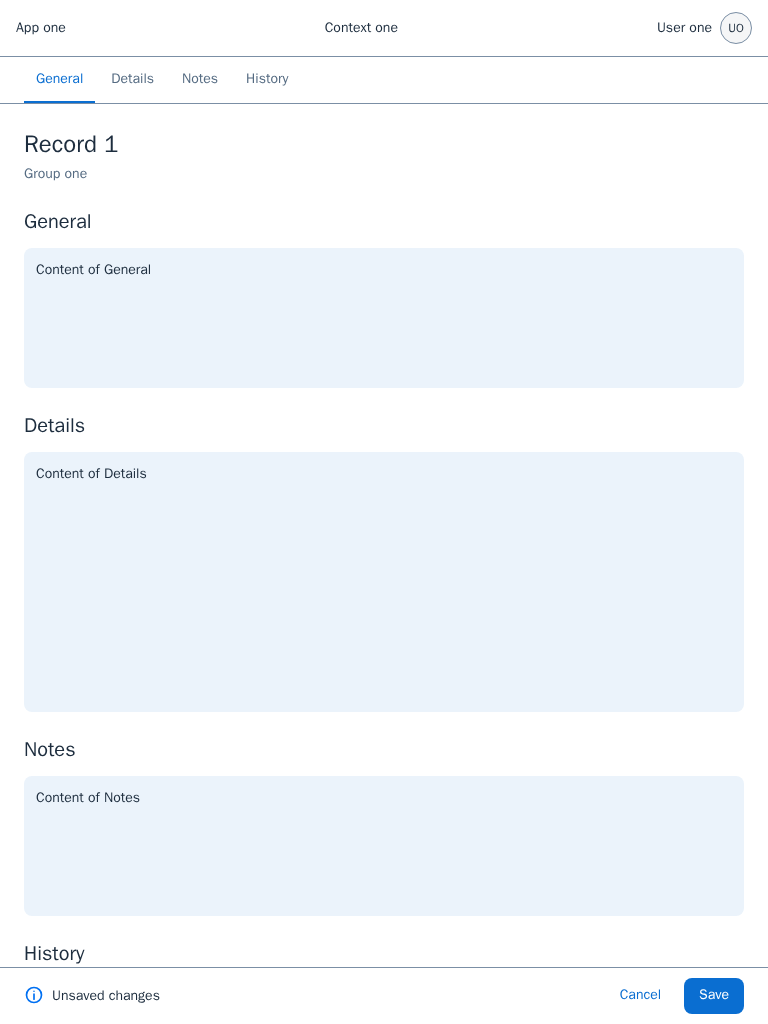 App one
Context one
User one
UO
General
Details
Notes
History
Record 1
Group one
General
Content of General
Details
Content of Details
Notes
Content of Notes
History
Unsaved changes
Cancel
Save